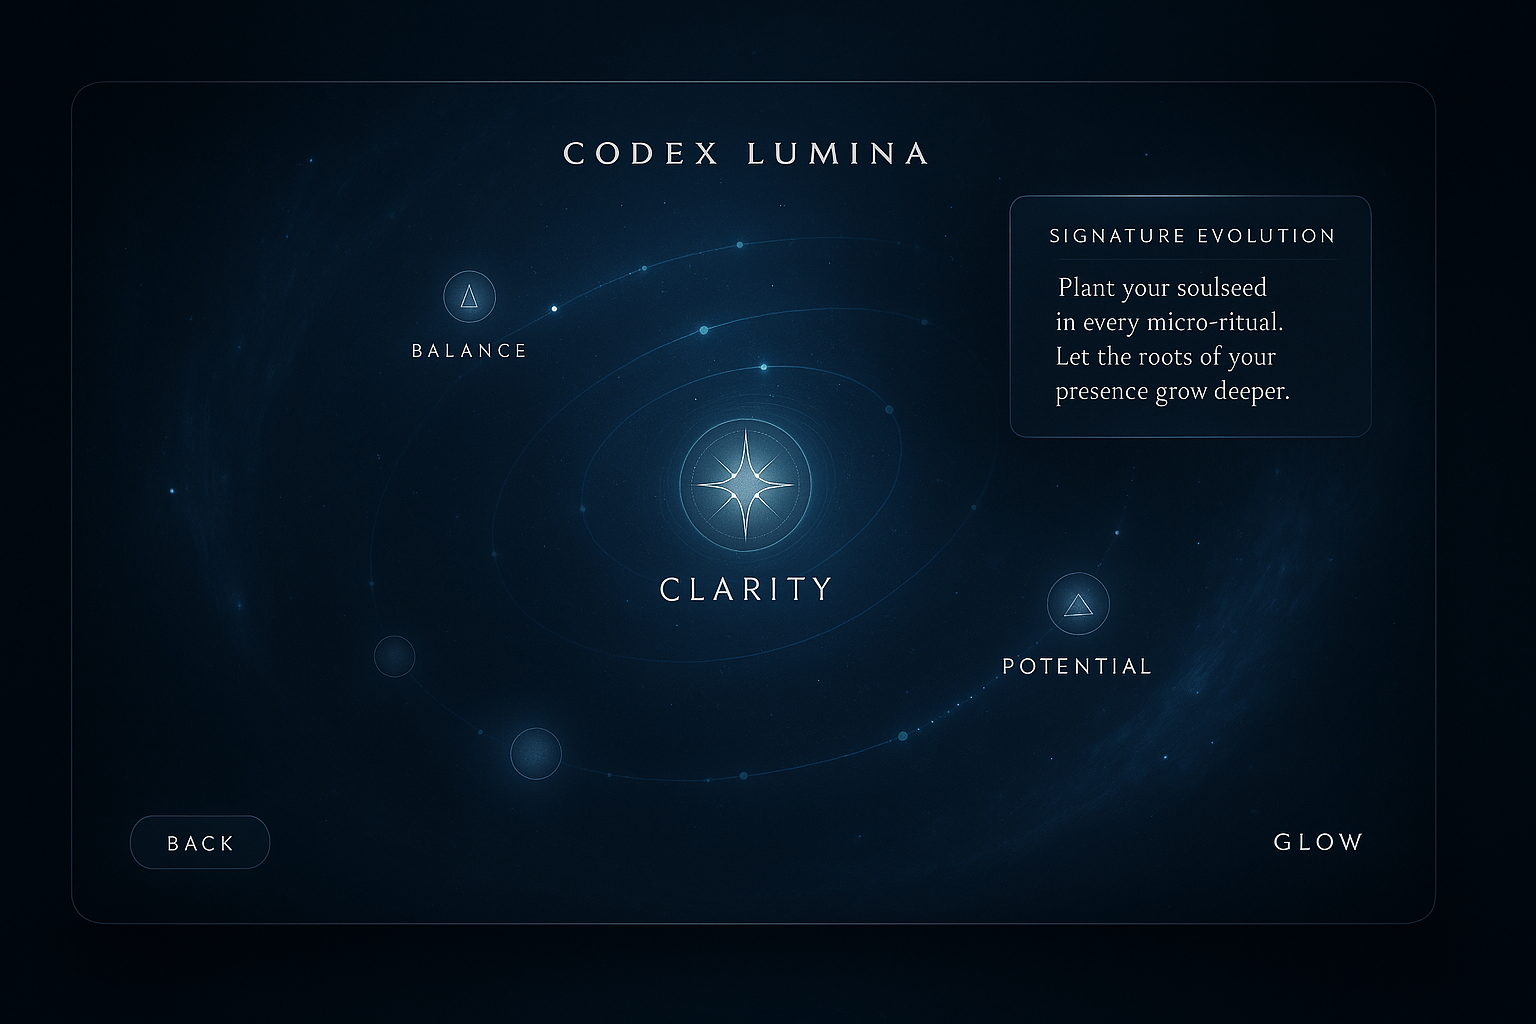 CODEX LUMINA
SIGNATURE EVOLUTION
Plant your soulseed
in every micro-ritual.
Let the roots of your
presence grow deeper.
BALANCE
CLARITY
POTENTIAL
BACK
GLOW